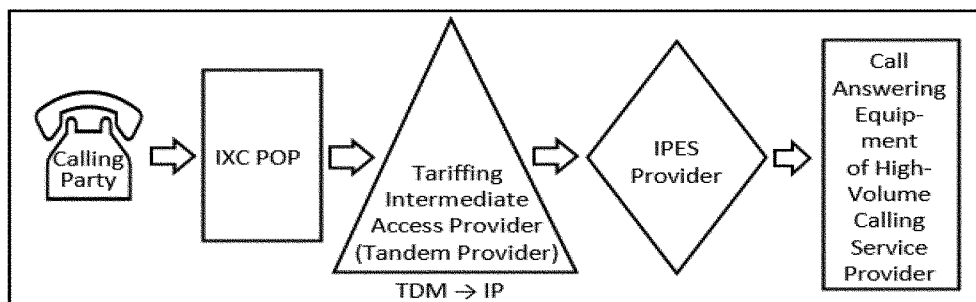 Calling
Party
IXC POP
Tariffing
Intermediate
Access Provider
(Tandem Provider)
TDM → IP
IPES
Provider
Call
Answering
Equip-
ment
of High-
Volume
Calling
Service
Provider